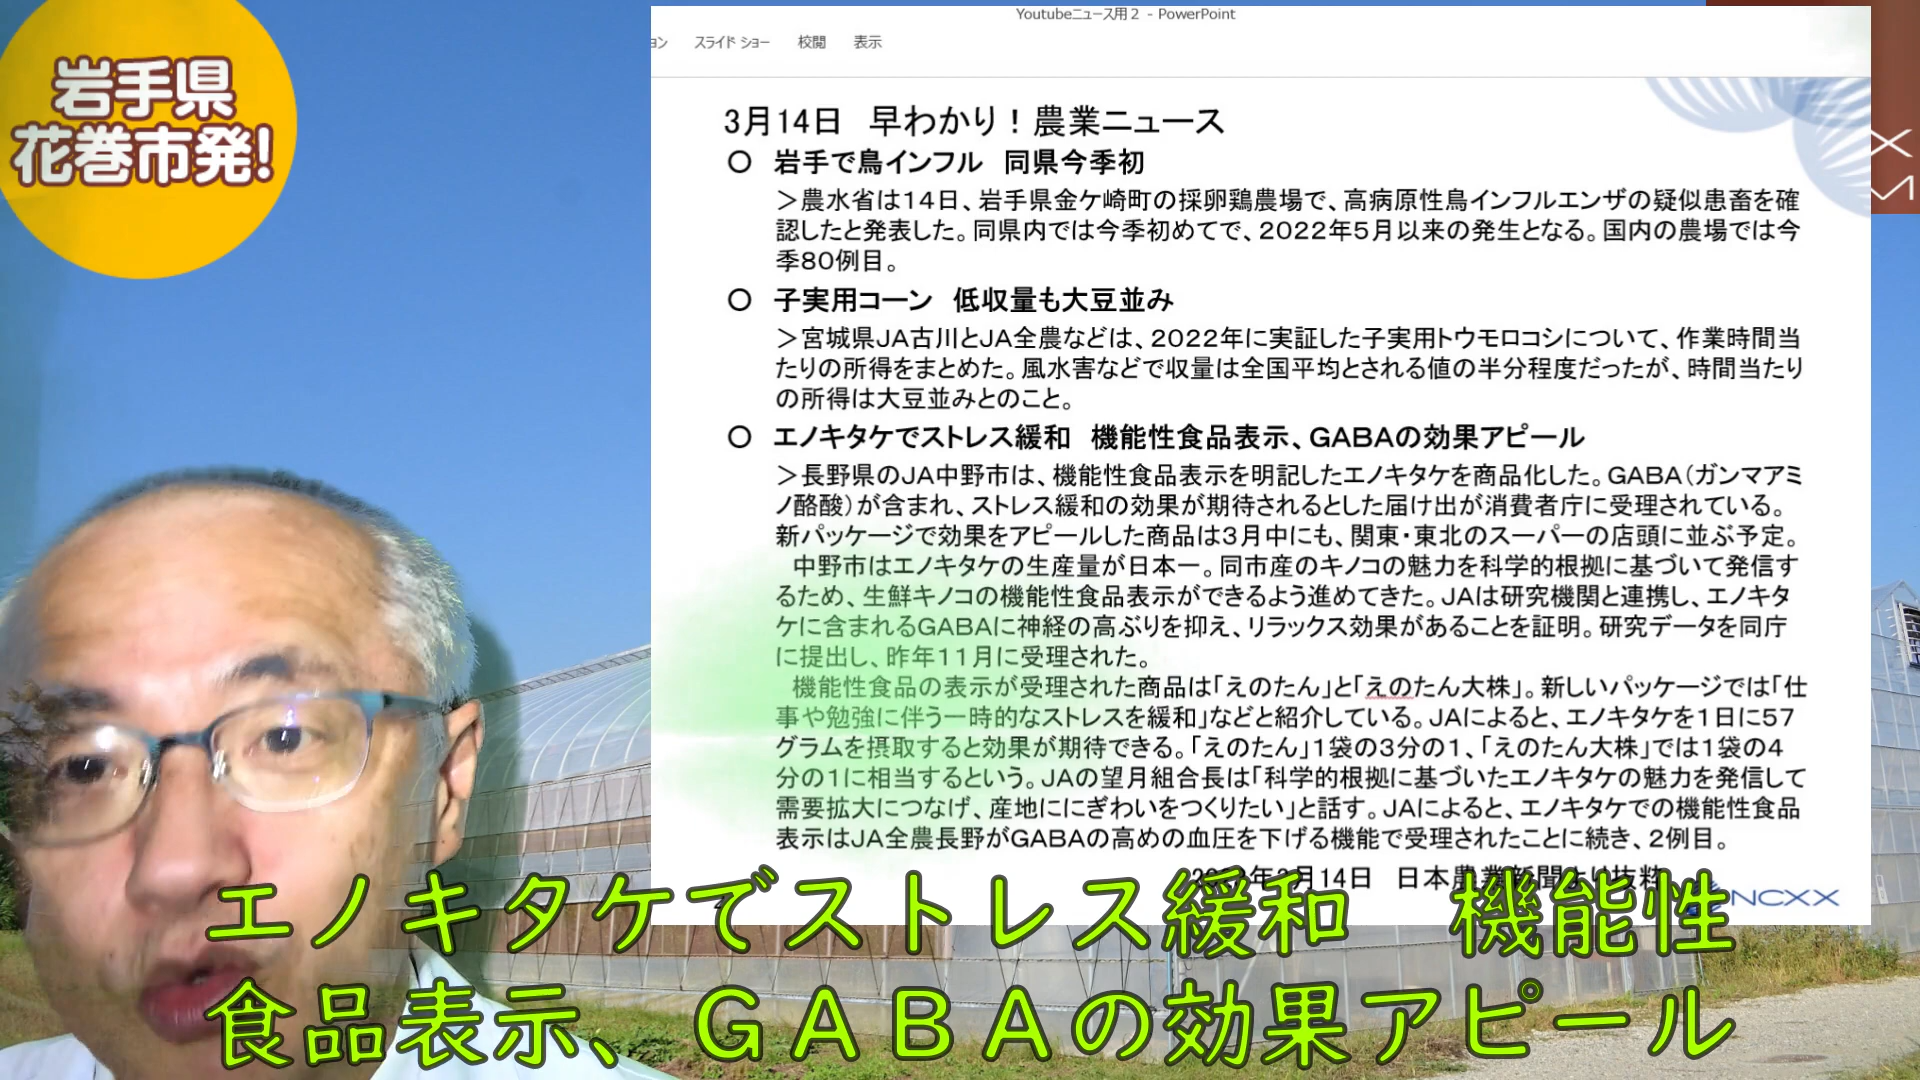 岩手県
花巻市発!
Youtubeニュース用２ - PowerPoint
ョン スライド ショー 校閲 表示
3月14日　早わかり！農業ニュース
〇　岩手で鳥インフル　同県今季初
＞農水省は１４日、岩手県金ケ崎町の採卵鶏農場で、高病原性鳥インフルエンザの疑似患畜を確
認したと発表した。同県内では今季初めてで、２０２２年５月以来の発生となる。国内の農場では今
季８０例目。
〇　子実用コーン　低収量も大豆並み
＞宮城県ＪＡ古川とＪＡ全農などは、２０２２年に実証した子実用トウモロコシについて、作業時間当
たりの所得をまとめた。風水害などで収量は全国平均とされる値の半分程度だったが、時間当たり
の所得は大豆並みとのこと。
〇　エノキタケでストレス緩和　機能性食品表示、ＧＡＢＡの効果アピール
＞長野県のＪＡ中野市は、機能性食品表示を明記したエノキタケを商品化した。ＧＡＢＡ（ガンマアミ
ノ酪酸）が含まれ、ストレス緩和の効果が期待されるとした届け出が消費者庁に受理されている。
新パッケージで効果をアピールした商品は３月中にも、関東・東北のスーパーの店頭に並ぶ予定。
中野市はエノキタケの生産量が日本一。同市産のキノコの魅力を科学的根拠に基づいて発信す
るため、生鮮キノコの機能性食品表示ができるよう進めてきた。ＪＡは研究機関と連携し、エノキタ
ケに含まれるＧＡＢＡに神経の高ぶりを抑え、リラックス効果があることを証明。研究データを同庁
に提出し、昨年１１月に受理された。
機能性食品の表示が受理された商品は「えのたん」と「えのたん大株」。新しいパッケージでは「仕
事や勉強に伴う一時的なストレスを緩和」などと紹介している。ＪＡによると、エノキタケを１日に５７
グラムを摂取すると効果が期待できる。「えのたん」１袋の３分の１、「えのたん大株」では１袋の４
分の１に相当するという。ＪＡの望月組合長は「科学的根拠に基づいたエノキタケの魅力を発信して
需要拡大につなげ、産地ににぎわいをつくりたい」と話す。ＪＡによると、エノキタケでの機能性食品
表示はＪＡ全農長野がＧＡＢＡの高めの血圧を下げる機能で受理されたことに続き、２例目。
年3月14日　日本農業新聞より抜粋
NCXX
エノキタケでストレス緩和　機能性
食品表示、ＧＡＢＡの効果アピール